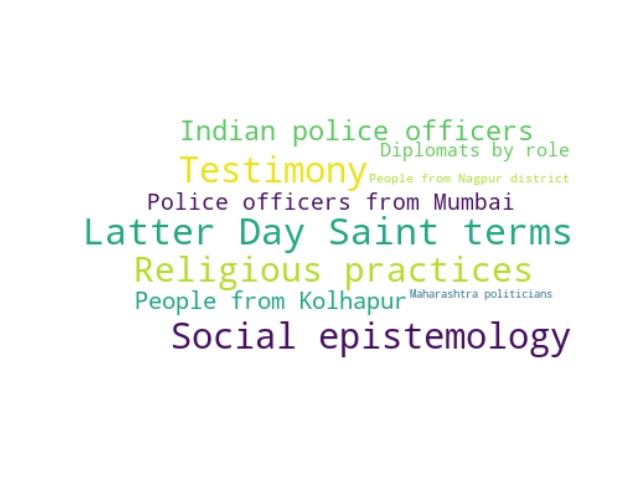 Indian police officers
Diplomats by role
Testimony
People from Nagpur district
Police officers from Mumbai
Latter Day Saint terms
Religious practices
People from Kolhapur
Maharashtra politicians
Social epistemology